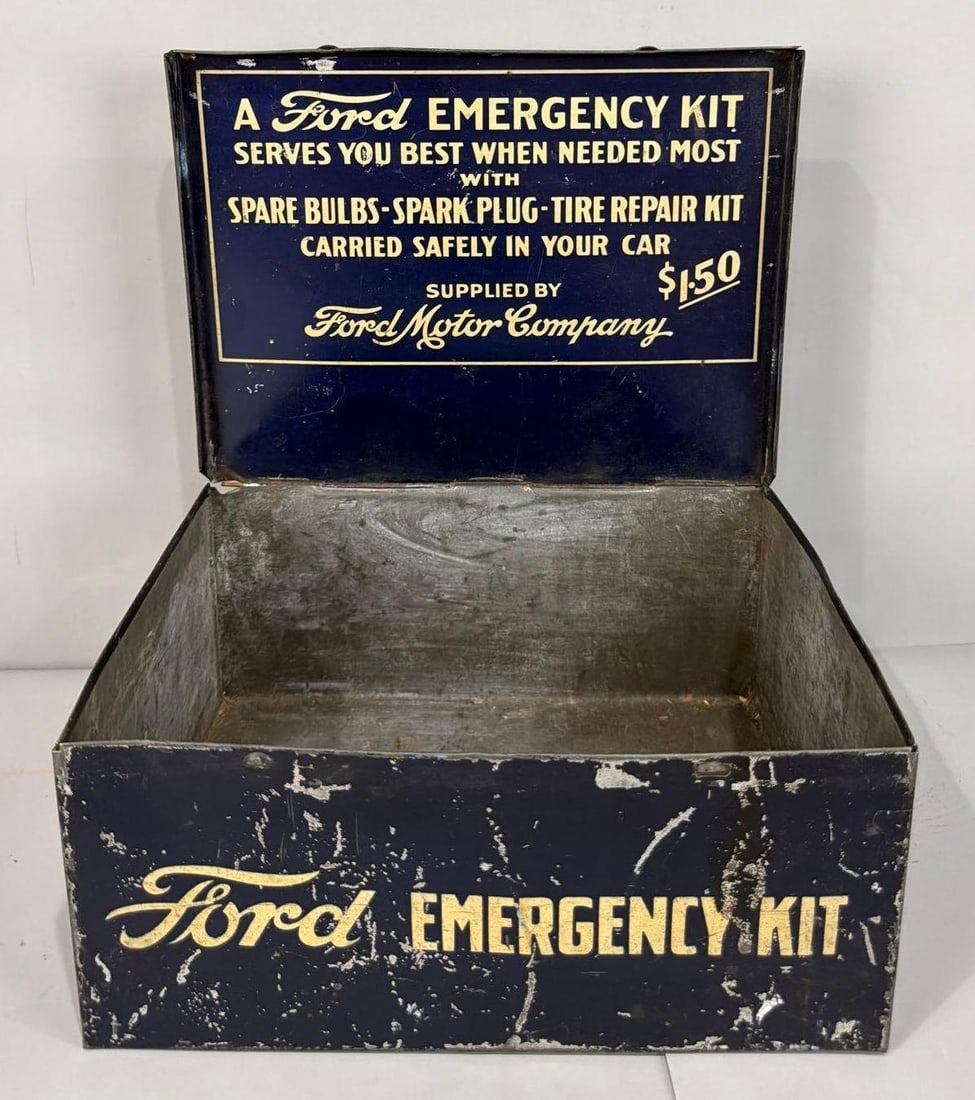 A Ford EMERGENCY KIT
SERVES YOU BEST WHEN NEEDED MOST
WITH
SPARE BULBS-SPARK PLUG-TIRE REPAIR KIT
CARRIED SAFELY IN YOUR CAR
$1.50
SUPPLIED BY
Ford Motor Company
Ford EMERGENCY KIT